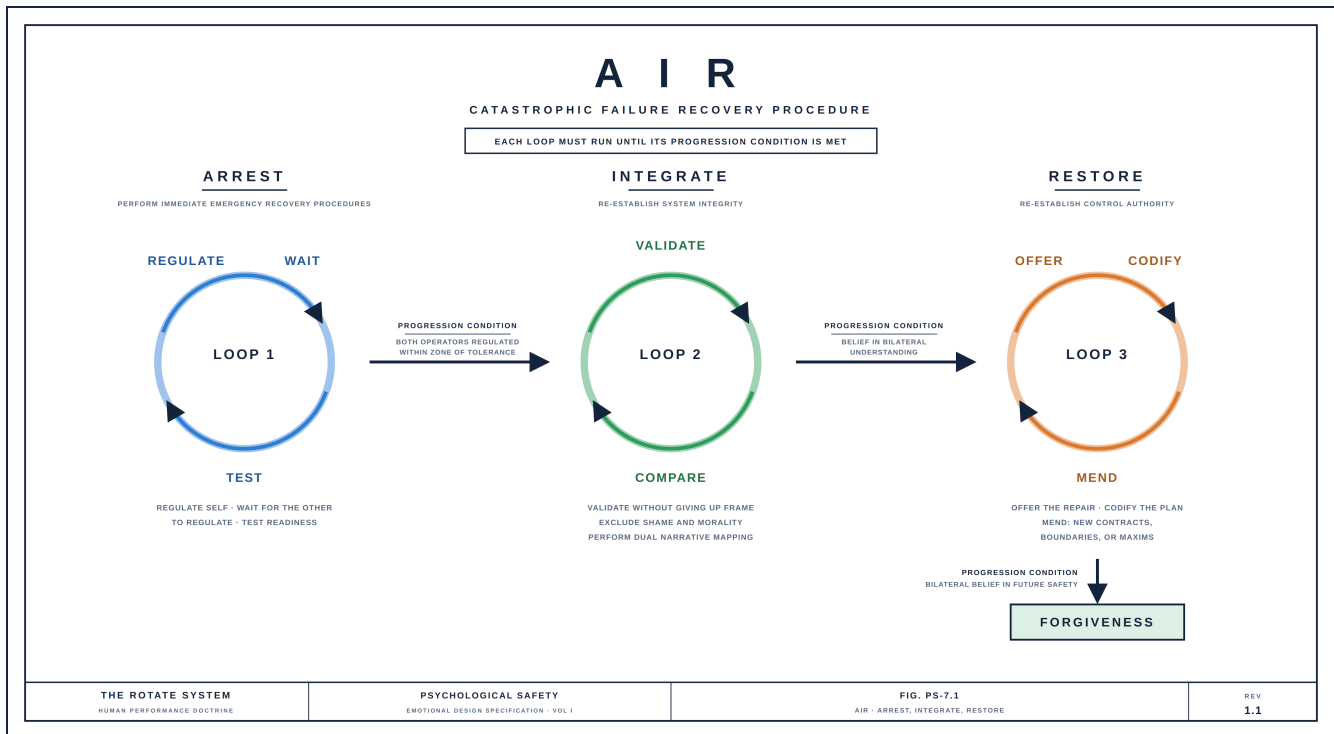 A I R
CATASTROPHIC FAILURE RECOVERY PROCEDURE
EACH LOOP MUST RUN UNTIL ITS PROGRESSION CONDITION IS MET
ARREST
PERFORM IMMEDIATE EMERGENCY RECOVERY PROCEDURES
REGULATE
WAIT
LOOP 1
TEST
REGULATE SELF · WAIT FOR THE OTHER
TO REGULATE · TEST READINESS
PROGRESSION CONDITION
BOTH OPERATORS REGULATED
WITHIN ZONE OF TOLERANCE
INTEGRATE
RE-ESTABLISH SYSTEM INTEGRITY
VALIDATE
LOOP 2
COMPARE
VALIDATE WITHOUT GIVING UP FRAME
EXCLUDE SHAME AND MORALITY
PERFORM DUAL NARRATIVE MAPPING
PROGRESSION CONDITION
BELIEF IN BILATERAL
UNDERSTANDING
RESTORE
RE-ESTABLISH CONTROL AUTHORITY
OFFER
CODIFY
LOOP 3
MEND
OFFER THE REPAIR · CODIFY THE PLAN
MEND: NEW CONTRACTS,
BOUNDARIES, OR MAXIMS
PROGRESSION CONDITION
BILATERAL BELIEF IN FUTURE SAFETY
FORGIVENESS
THE ROTATE SYSTEM
HUMAN PERFORMANCE DOCTRINE
PSYCHOLOGICAL SAFETY
EMOTIONAL DESIGN SPECIFICATION · VOL I
FIG. PS-7.1
AIR · ARREST, INTEGRATE, RESTORE
REV
1.1